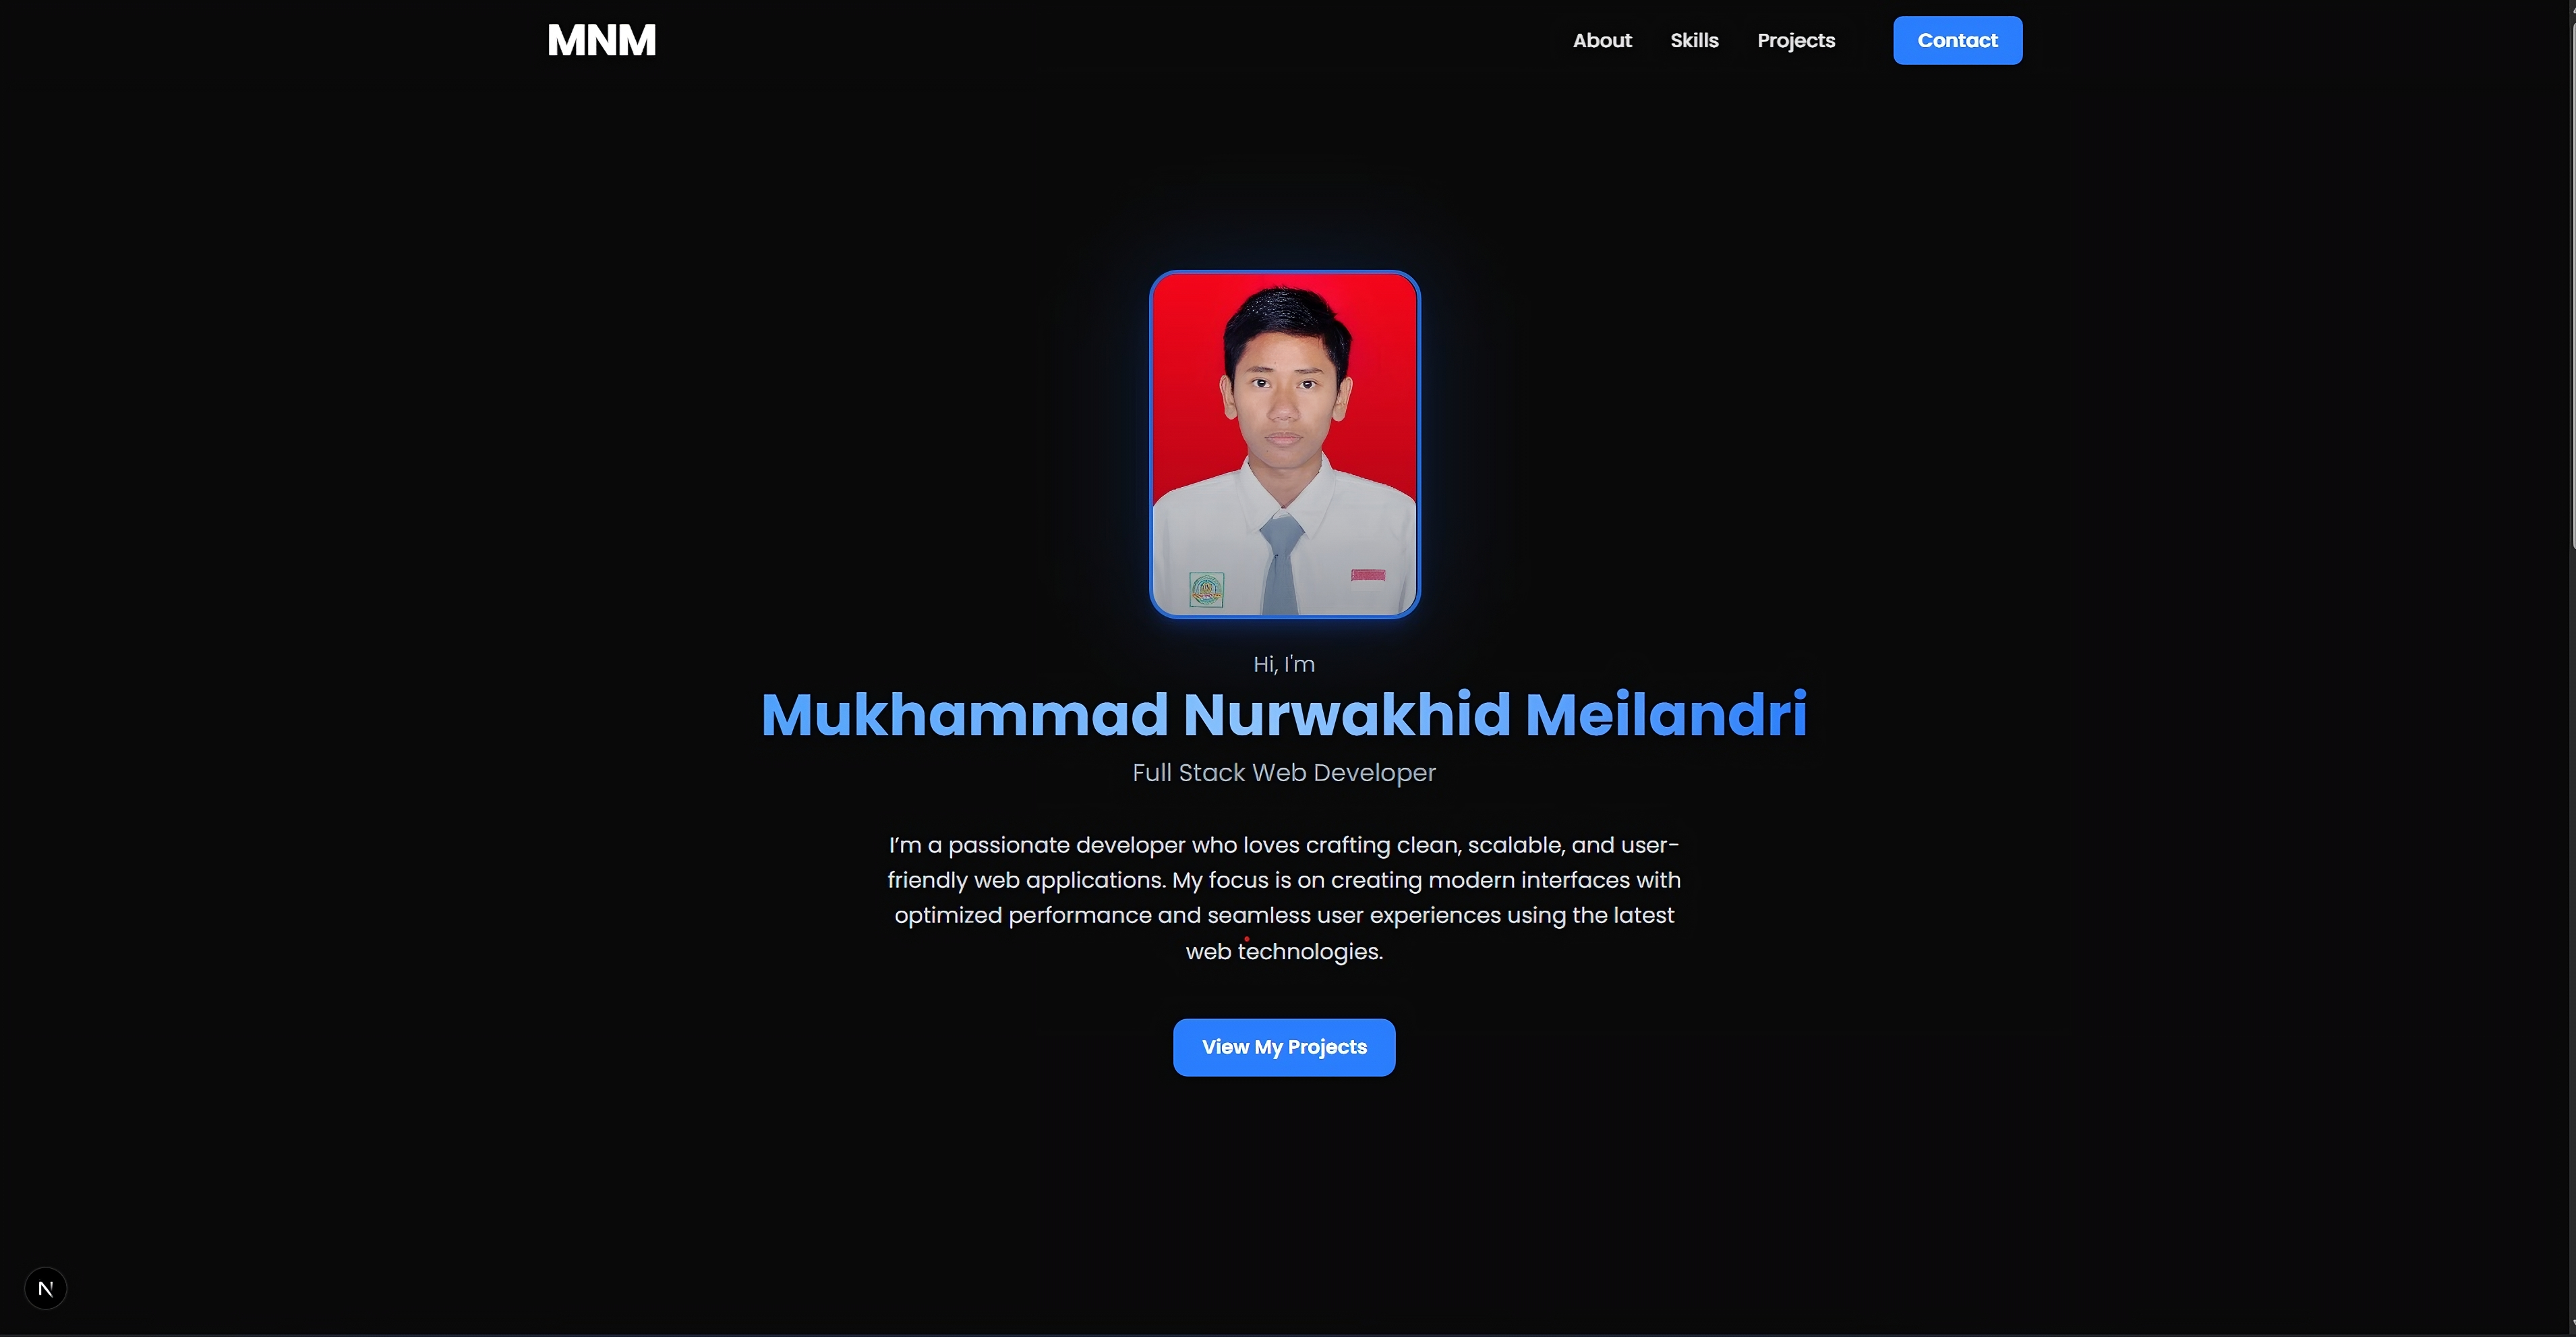 MNM
About Skills Projects Contact
Hi, I'm
Mukhammad Nurwakhid Meilandri
Full Stack Web Developer
I’m a passionate developer who loves crafting clean, scalable, and user-
friendly web applications. My focus is on creating modern interfaces with
optimized performance and seamless user experiences using the latest
web technologies.
View My Projects
N